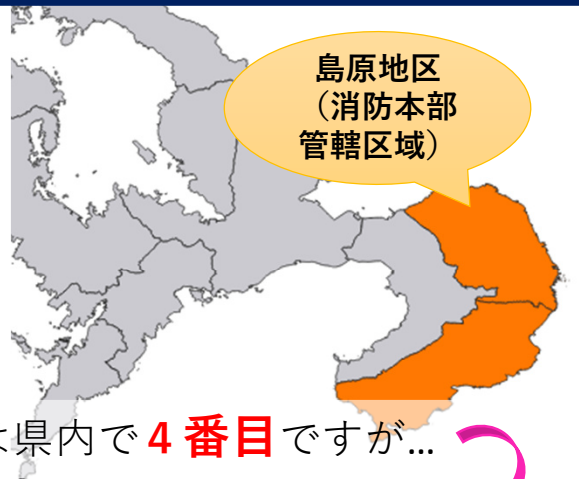 島原地区
（消防本部
管轄区域）
は県内で４番目ですが…